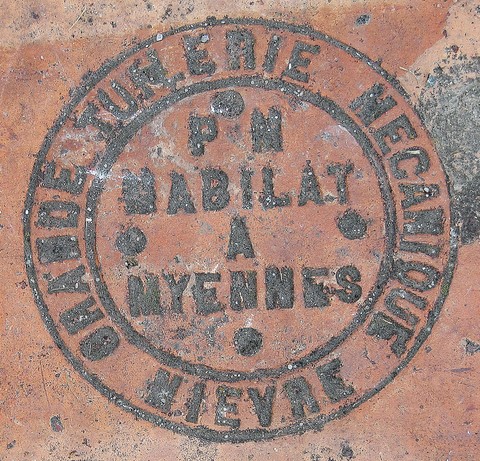 GRANDE TUILERIE MECANIQUE
P M
MABILAT
A
MYENNES
NIEVRE